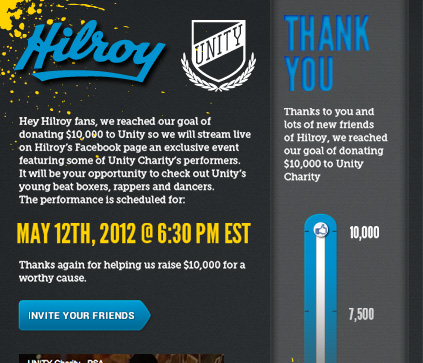 Hilroy
UNITY
Hey Hilroy fans, we reached our goal of
donating $10,000 to Unity so we will stream live
on Hilroy's Facebook page an exclusive event
featuring some of Unity Charity's performers.
It will be your opportunity to check out Unity's
young beat boxers, rappers and dancers.
The performance is scheduled for:
MAY 12TH, 2012 @ 6:30 PM EST
Thanks again for helping us raise $10,000 for a
worthy cause.
INVITE YOUR FRIENDS
UNITY Charity - PSA
THANK
YOU
Thanks to you and
lots of new friends
of Hilroy, we reached
our goal of donating
$10,000 to Unity
Charity
10,000
7,500